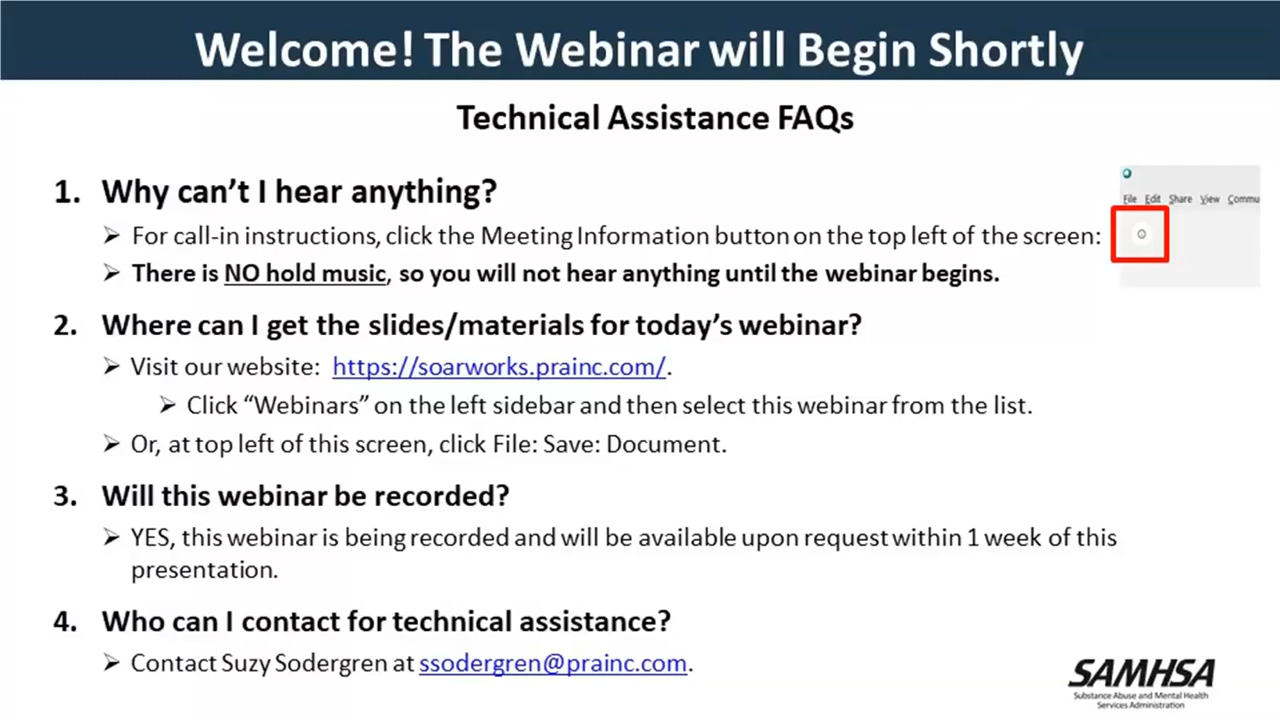 Welcome! The Webinar will Begin Shortly
Technical Assistance FAQs
1. Why can’t I hear anything?
➢ For call-in instructions, click the Meeting Information button on the top left of the screen:
➢ There is NO hold music, so you will not hear anything until the webinar begins.
File Edit Share View Commu
2. Where can I get the slides/materials for today’s webinar?
➢ Visit our website: https://soarworks.prainc.com/.
➢ Click “Webinars” on the left sidebar and then select this webinar from the list.
➢ Or, at top left of this screen, click File: Save: Document.
3. Will this webinar be recorded?
➢ YES, this webinar is being recorded and will be available upon request within 1 week of this
presentation.
4. Who can I contact for technical assistance?
➢ Contact Suzy Sodergren at ssodergren@prainc.com.
SAMHSA
Substance Abuse and Mental Health
Services Administration